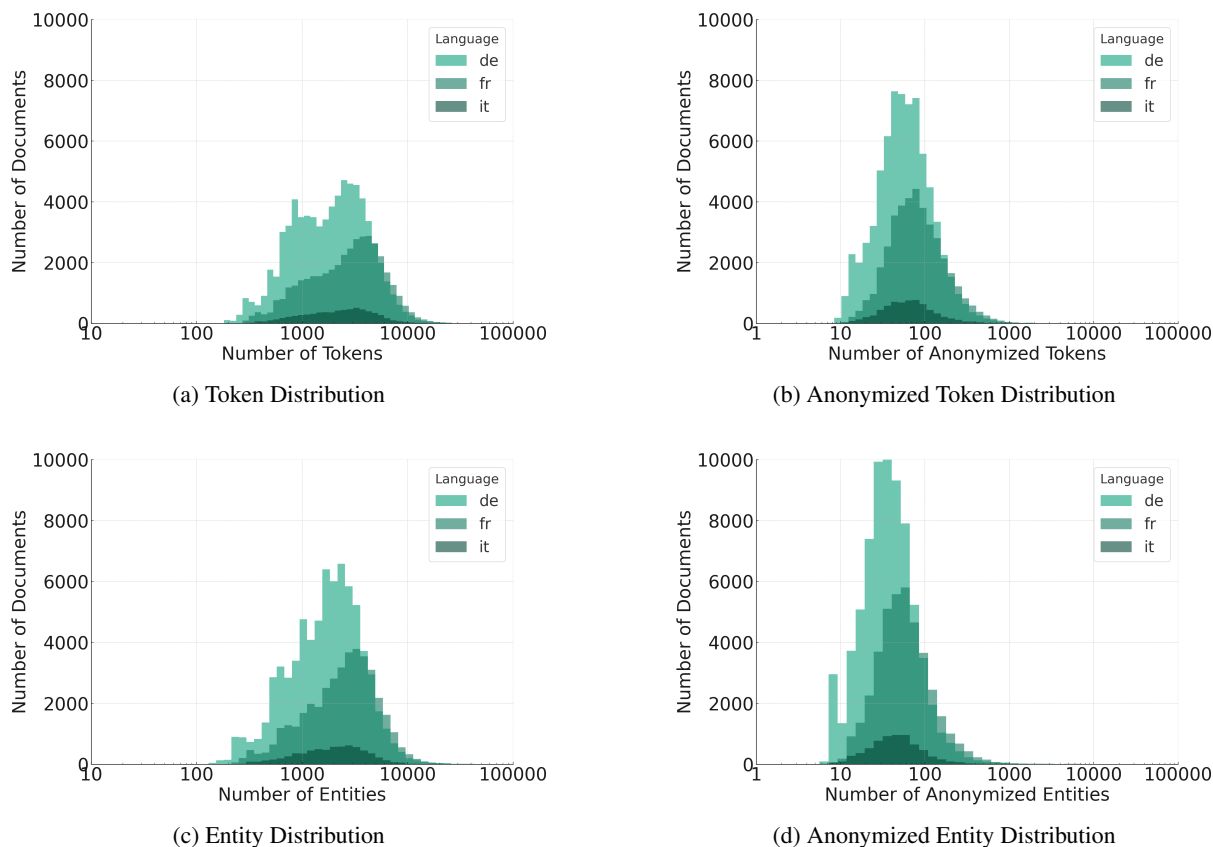 10000
8000
6000
4000
2000
0
Number of Documents
10 100 1000 10000 100000
Number of Tokens
Language
de
fr
it
(a) Token Distribution
10000
8000
6000
4000
2000
0
Number of Documents
1 10 100 1000 10000 100000
Number of Anonymized Tokens
Language
de
fr
it
(b) Anonymized Token Distribution
10000
8000
6000
4000
2000
0
Number of Documents
10 100 1000 10000 100000
Number of Entities
Language
de
fr
it
(c) Entity Distribution
10000
8000
6000
4000
2000
0
Number of Documents
1 10 100 1000 10000 100000
Number of Anonymized Entities
Language
de
fr
it
(d) Anonymized Entity Distribution